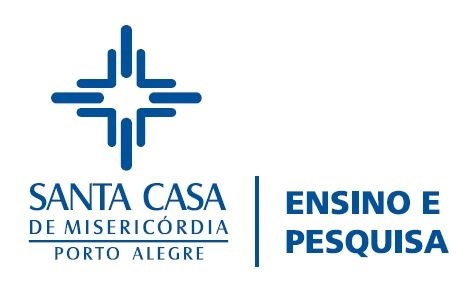 SANTA CASA
DE MISERICÓRDIA
PORTO ALEGRE
ENSINO E
PESQUISA